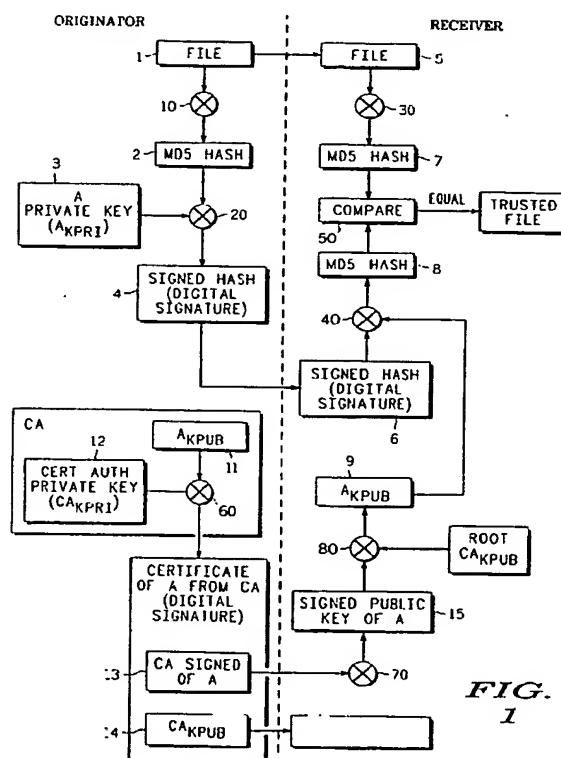 ORIGINATOR
RECEIVER
1
FILE
FILE
5
10
30
2
MD5 HASH
MD5 HASH
7
3
A
PRIVATE KEY
(AKPRI)
20
COMPARE
50
EQUAL
TRUSTED
FILE
MD5 HASH
8
4
SIGNED HASH
(DIGITAL
SIGNATURE)
40
SIGNED HASH
(DIGITAL
SIGNATURE)
6
CA
12
CERT AUTH
PRIVATE KEY
(CAKPRI)
AKPUB
11
60
9
AKPUB
80
ROOT
CAKPUB
CERTIFICATE
OF A FROM CA
(DIGITAL
SIGNATURE)
SIGNED PUBLIC
KEY OF A
15
13
CA SIGNED
OF A
70
14
CAKPUB
FIG.
1